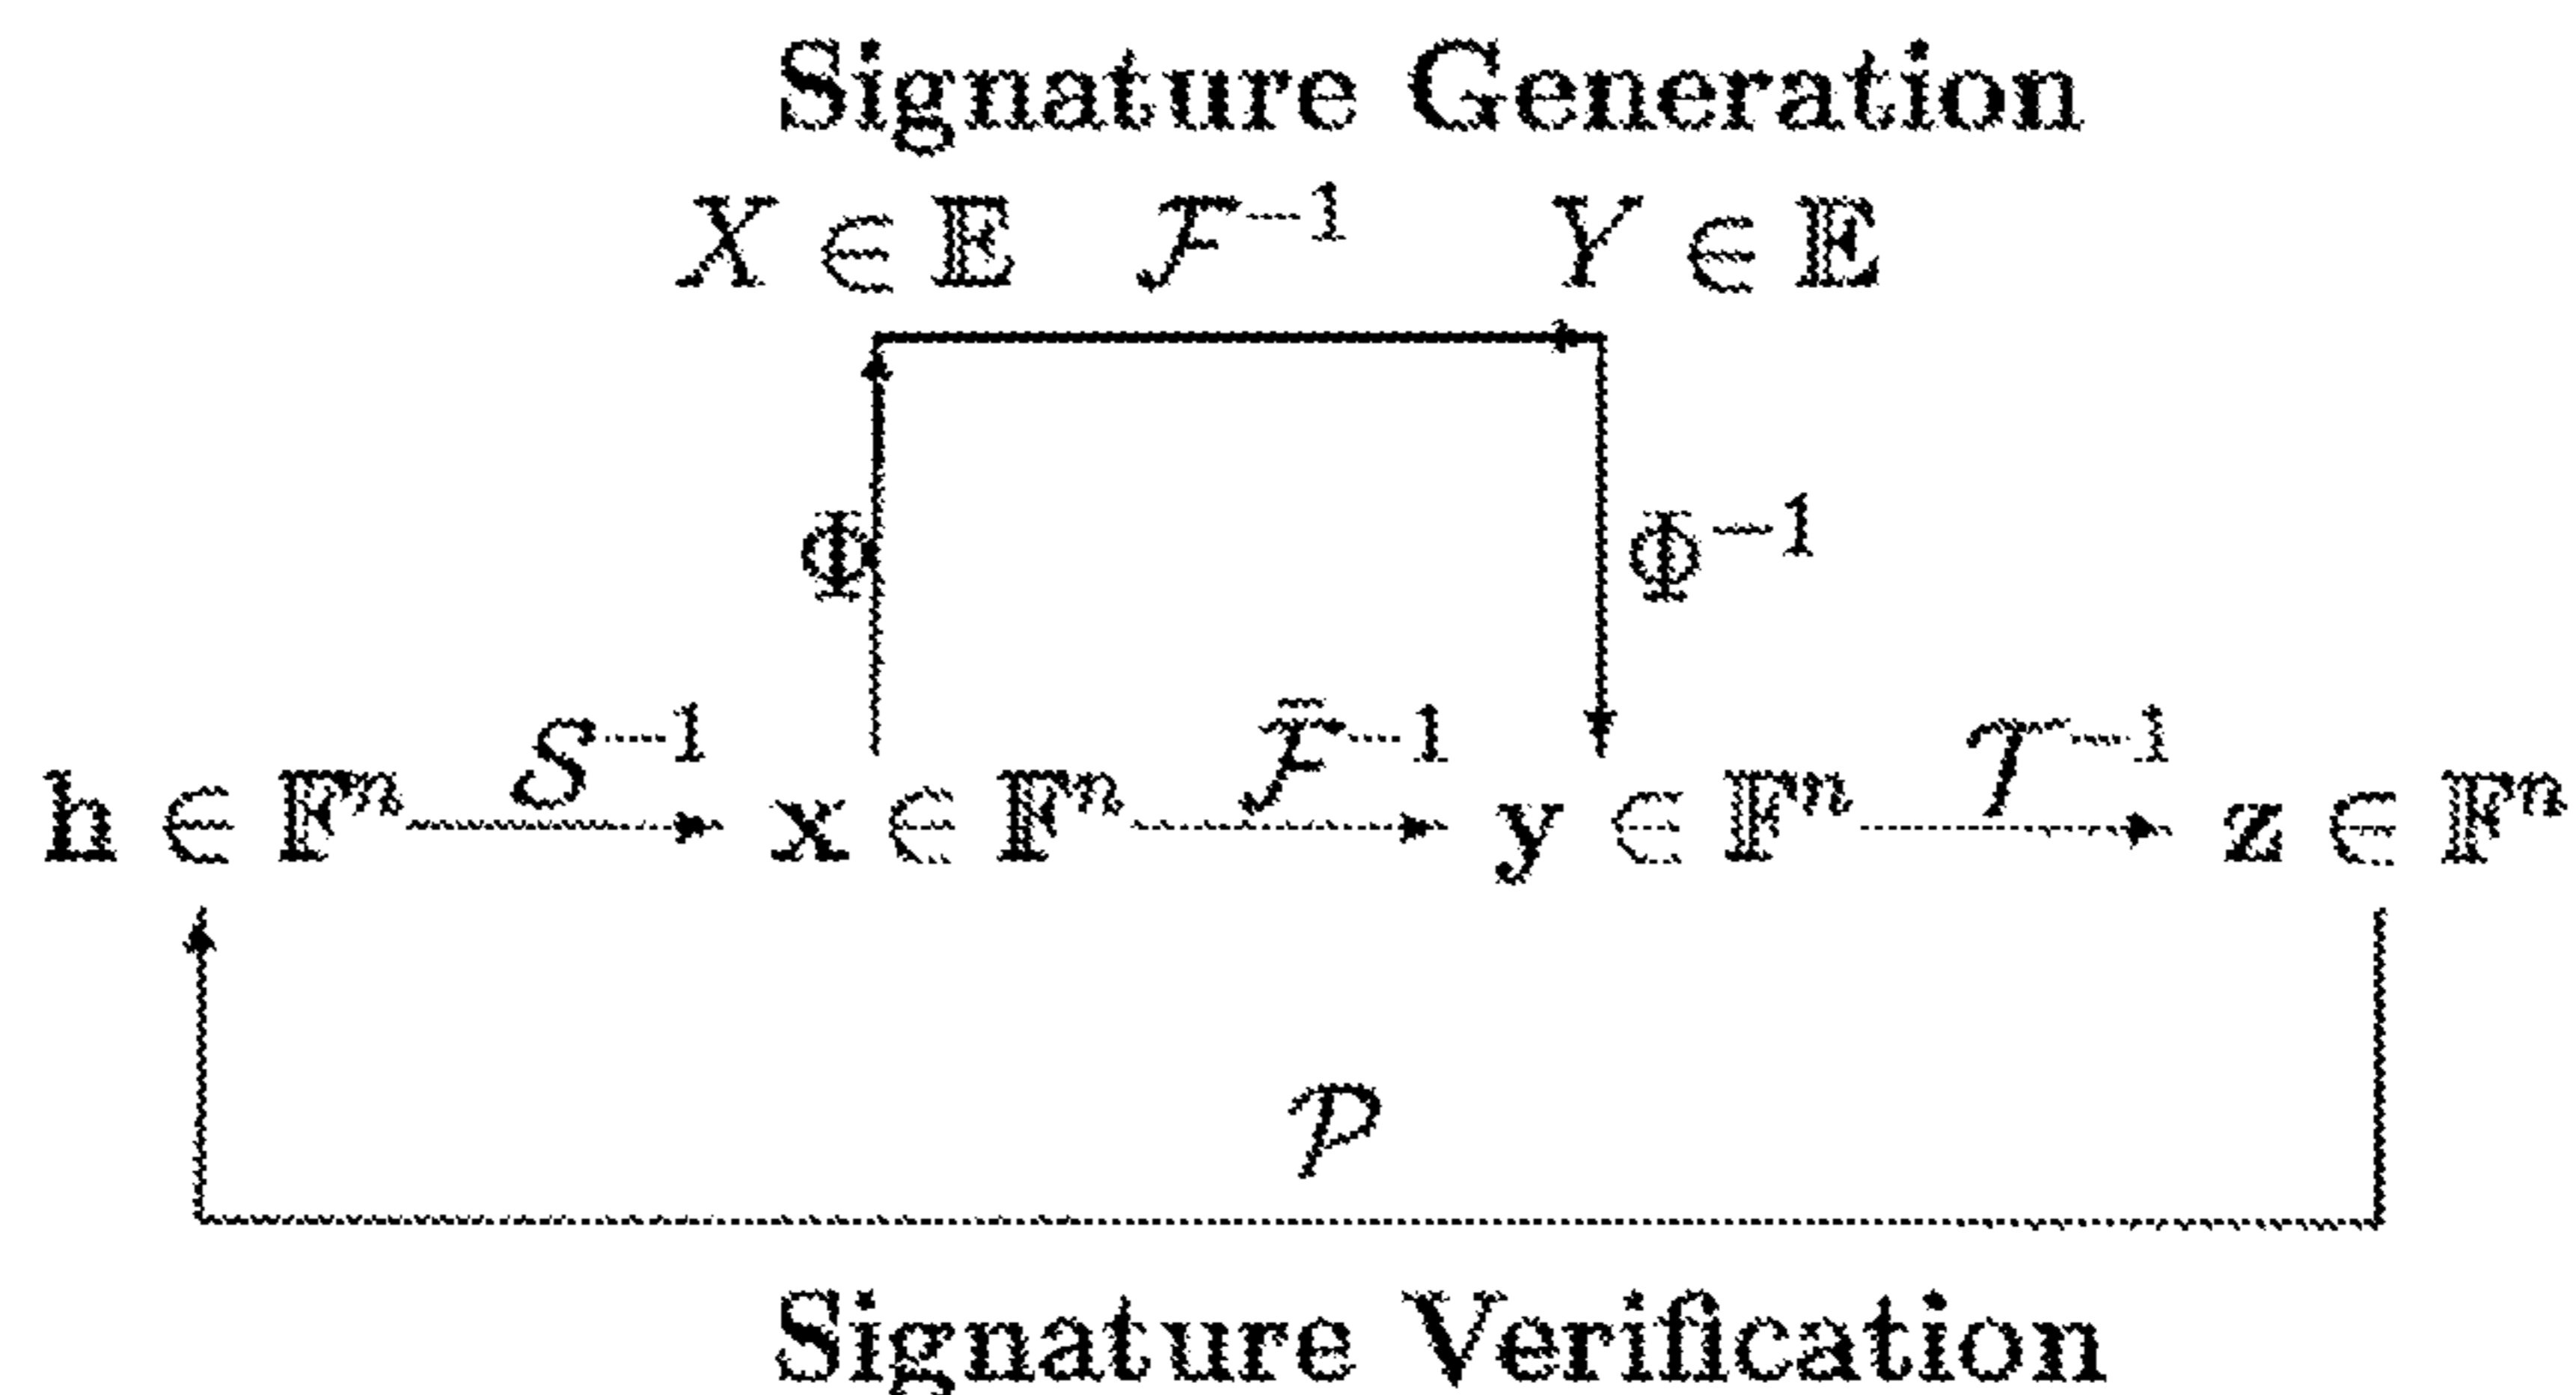 Signature Generation
X ∈ 𝔼 ℱ⁻¹ Y ∈ 𝔼
Φ Φ⁻¹
h ∈ 𝔽ⁿ 𝒮⁻¹ x ∈ 𝔽ⁿ ℱ̄⁻¹ y ∈ 𝔽ⁿ 𝒯⁻¹ z ∈ 𝔽ⁿ
𝒫
Signature Verification